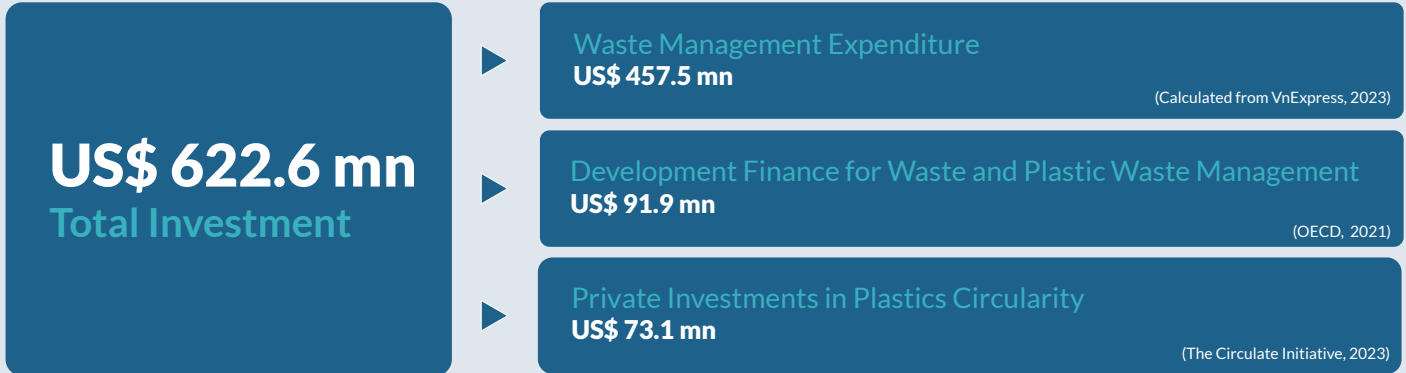 US$ 622.6 mn
Total Investment
Waste Management Expenditure
US$ 457.5 mn
(Calculated from VnExpress, 2023)
Development Finance for Waste and Plastic Waste Management
US$ 91.9 mn
(OECD, 2021)
Private Investments in Plastics Circularity
US$ 73.1 mn
(The Circulate Initiative, 2023)